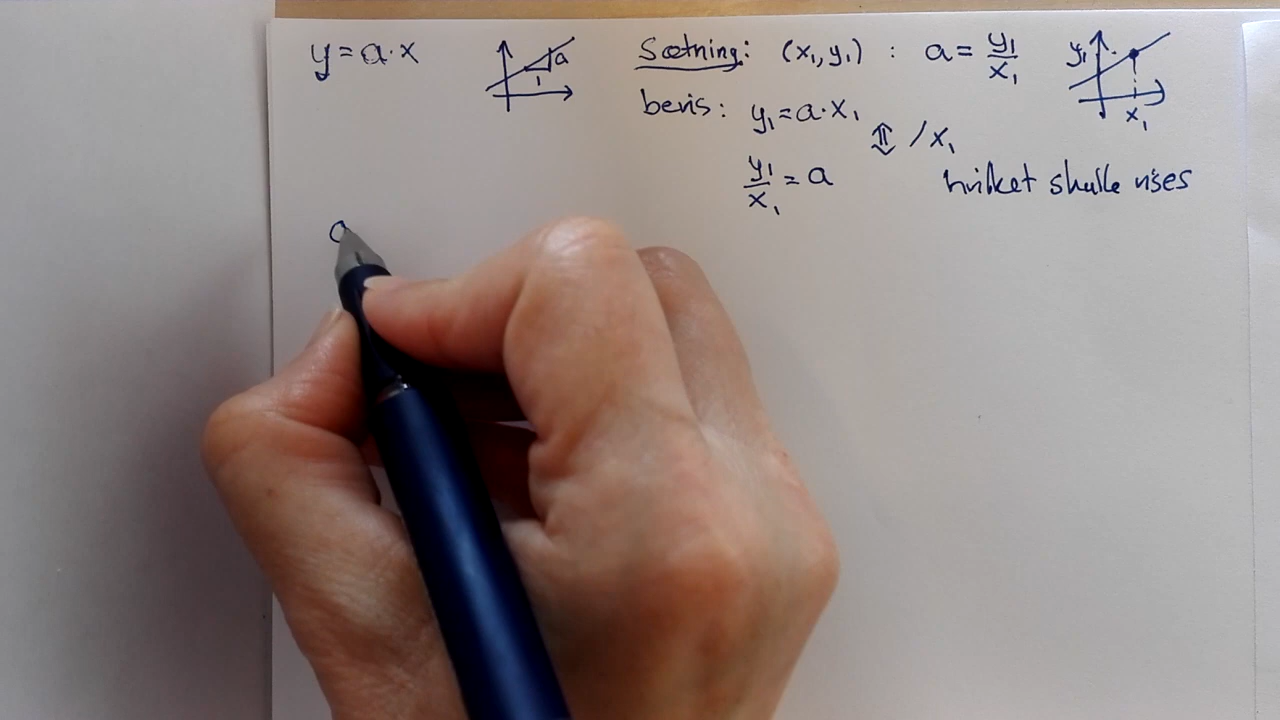 y = a·x
a
1
Sætning: (x₁, y₁) : a = y₁/x₁
y₁
x₁
bevis: y₁ = a·x₁
⇕ /x₁
y₁/x₁ = a hvilket skulle vises
a